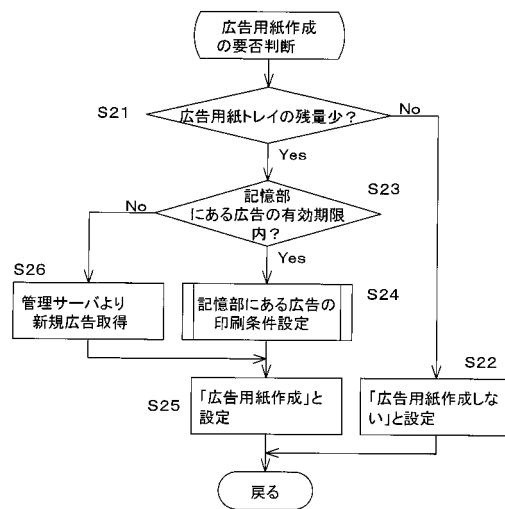 広告用紙作成
の要否判断
S21
広告用紙トレイの残量少？
No
Yes
S23
記憶部
にある広告の有効期限
内？
No
Yes
S26
管理サーバより
新規広告取得
S24
記憶部にある広告の
印刷条件設定
S22
S25
「広告用紙作成」と
設定
「広告用紙作成しな
い」と設定
戻る